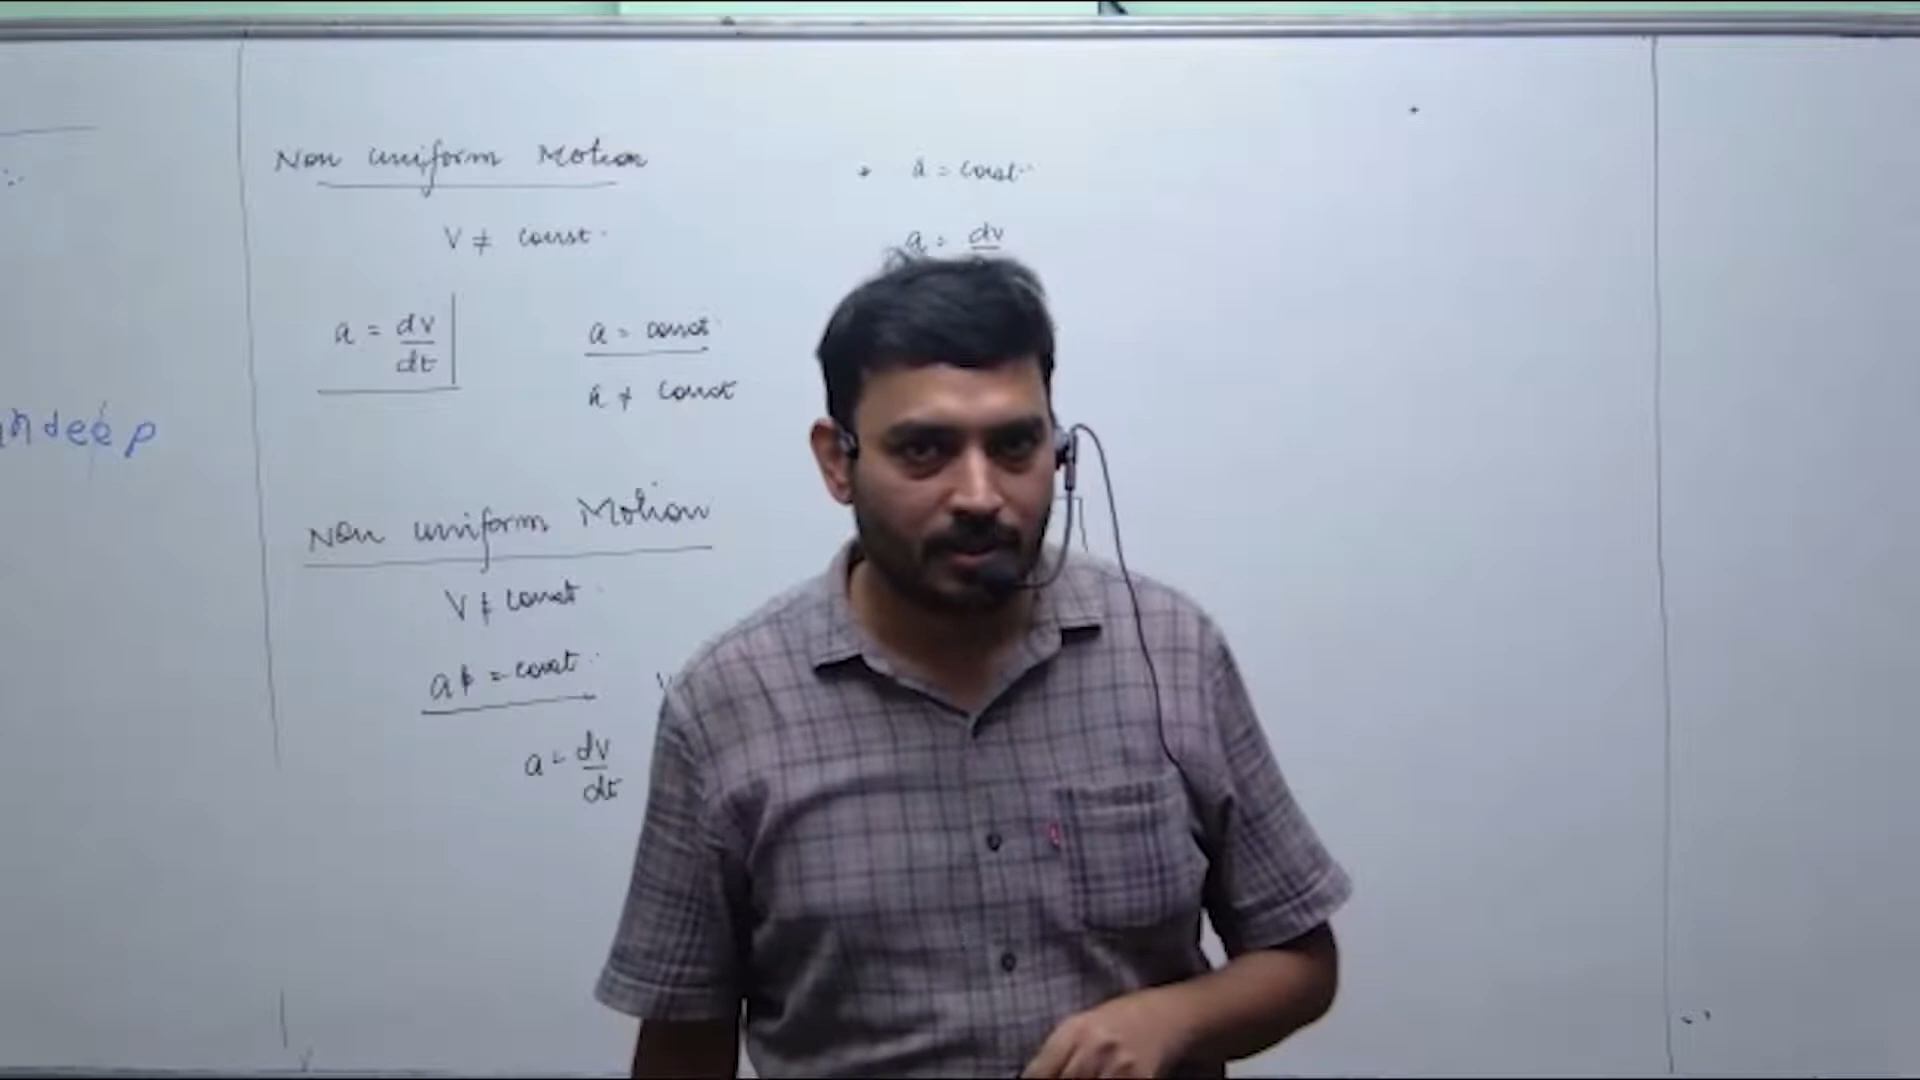 Non uniform Motion
V ≠ const.
a = dv/dt
a = const
a ≠ const
Non uniform Motion
V ≠ const
a = const.
a = dv/dt
a = const.
a = dv
ndeep